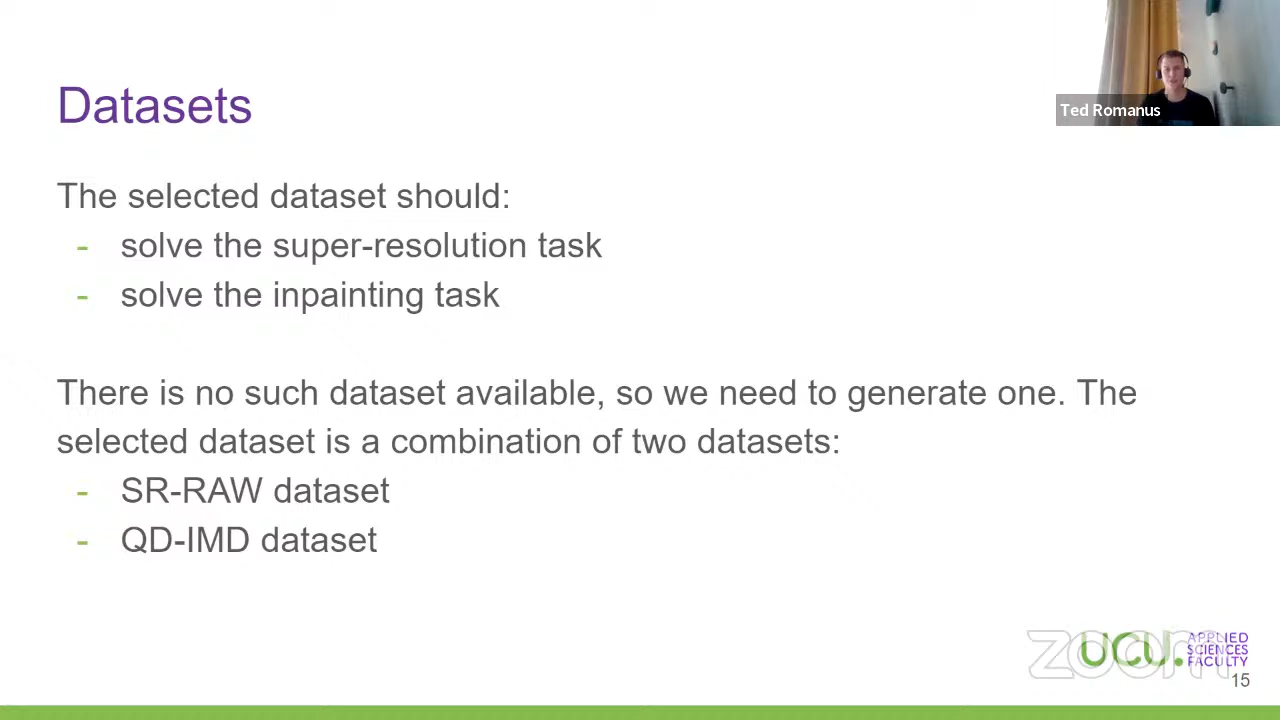 Ted Romanus
Datasets
The selected dataset should:
- solve the super-resolution task
- solve the inpainting task
There is no such dataset available, so we need to generate one. The
selected dataset is a combination of two datasets:
- SR-RAW dataset
- QD-IMD dataset
zoom
UCU.
APPLIED
SCIENCES
FACULTY
15